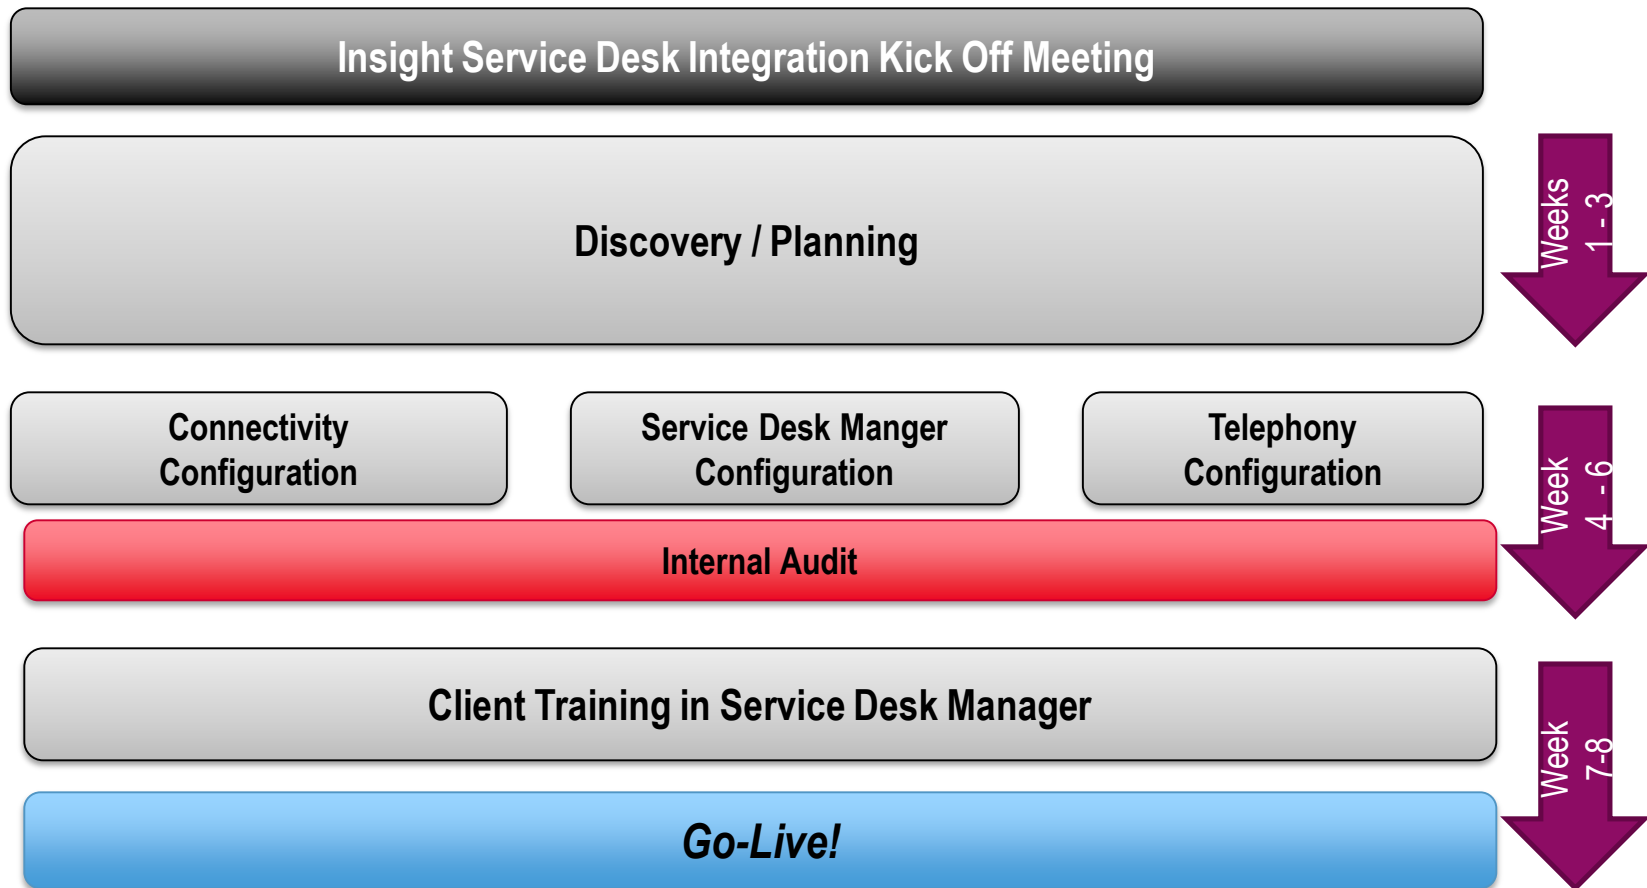 Insight Service Desk Integration Kick Off Meeting
Discovery / Planning
Weeks
1 - 3
Connectivity
Configuration
Service Desk Manger
Configuration
Telephony
Configuration
Week
4 - 6
Internal Audit
Client Training in Service Desk Manager
Week
7-8
Go-Live!